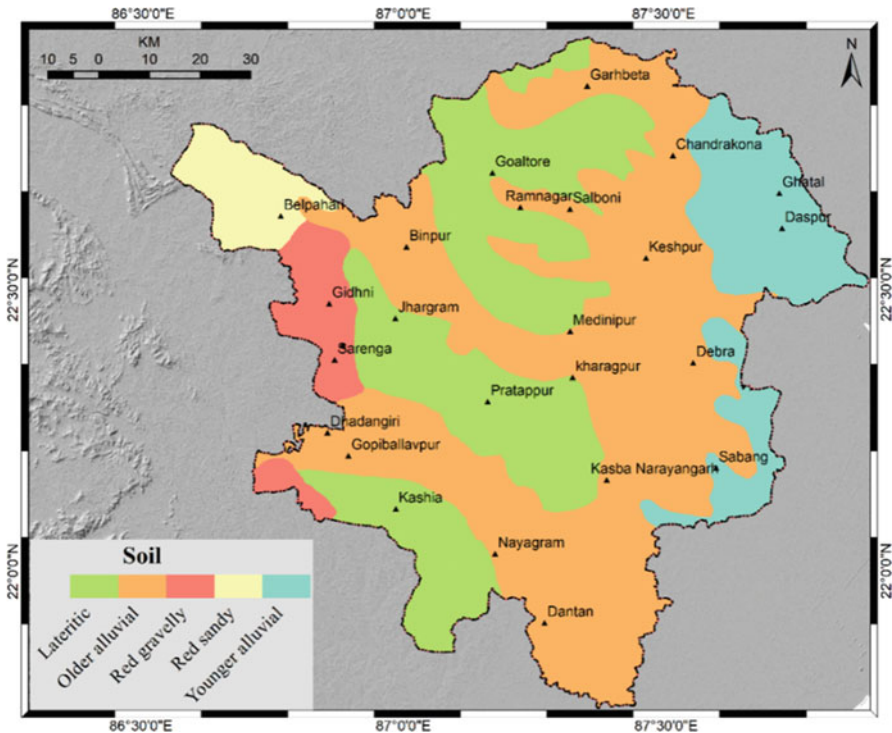 86°30'0"E 87°0'0"E 87°30'0"E
KM
10 5 0 10 20 30
N
Garhbeta
Chandrakona
Goaltore
Ghatal
Ramnagar Salboni
Belpahari
Daspur
Binpur
Keshpur
22°30'0"N 22°30'0"N
Gidhni
Jhargram
Medinipur
Sarenga
Debra
kharagpur
Pratappur
Dhadangiri
Gopiballavpur
Sabang
Kasba Narayangarh
Kashia
Nayagram
22°0'0"N 22°0'0"N
Soil
Dantan
Lateritic
Older alluvial
Red gravelly
Red sandy
Younger alluvial
86°30'0"E 87°0'0"E 87°30'0"E